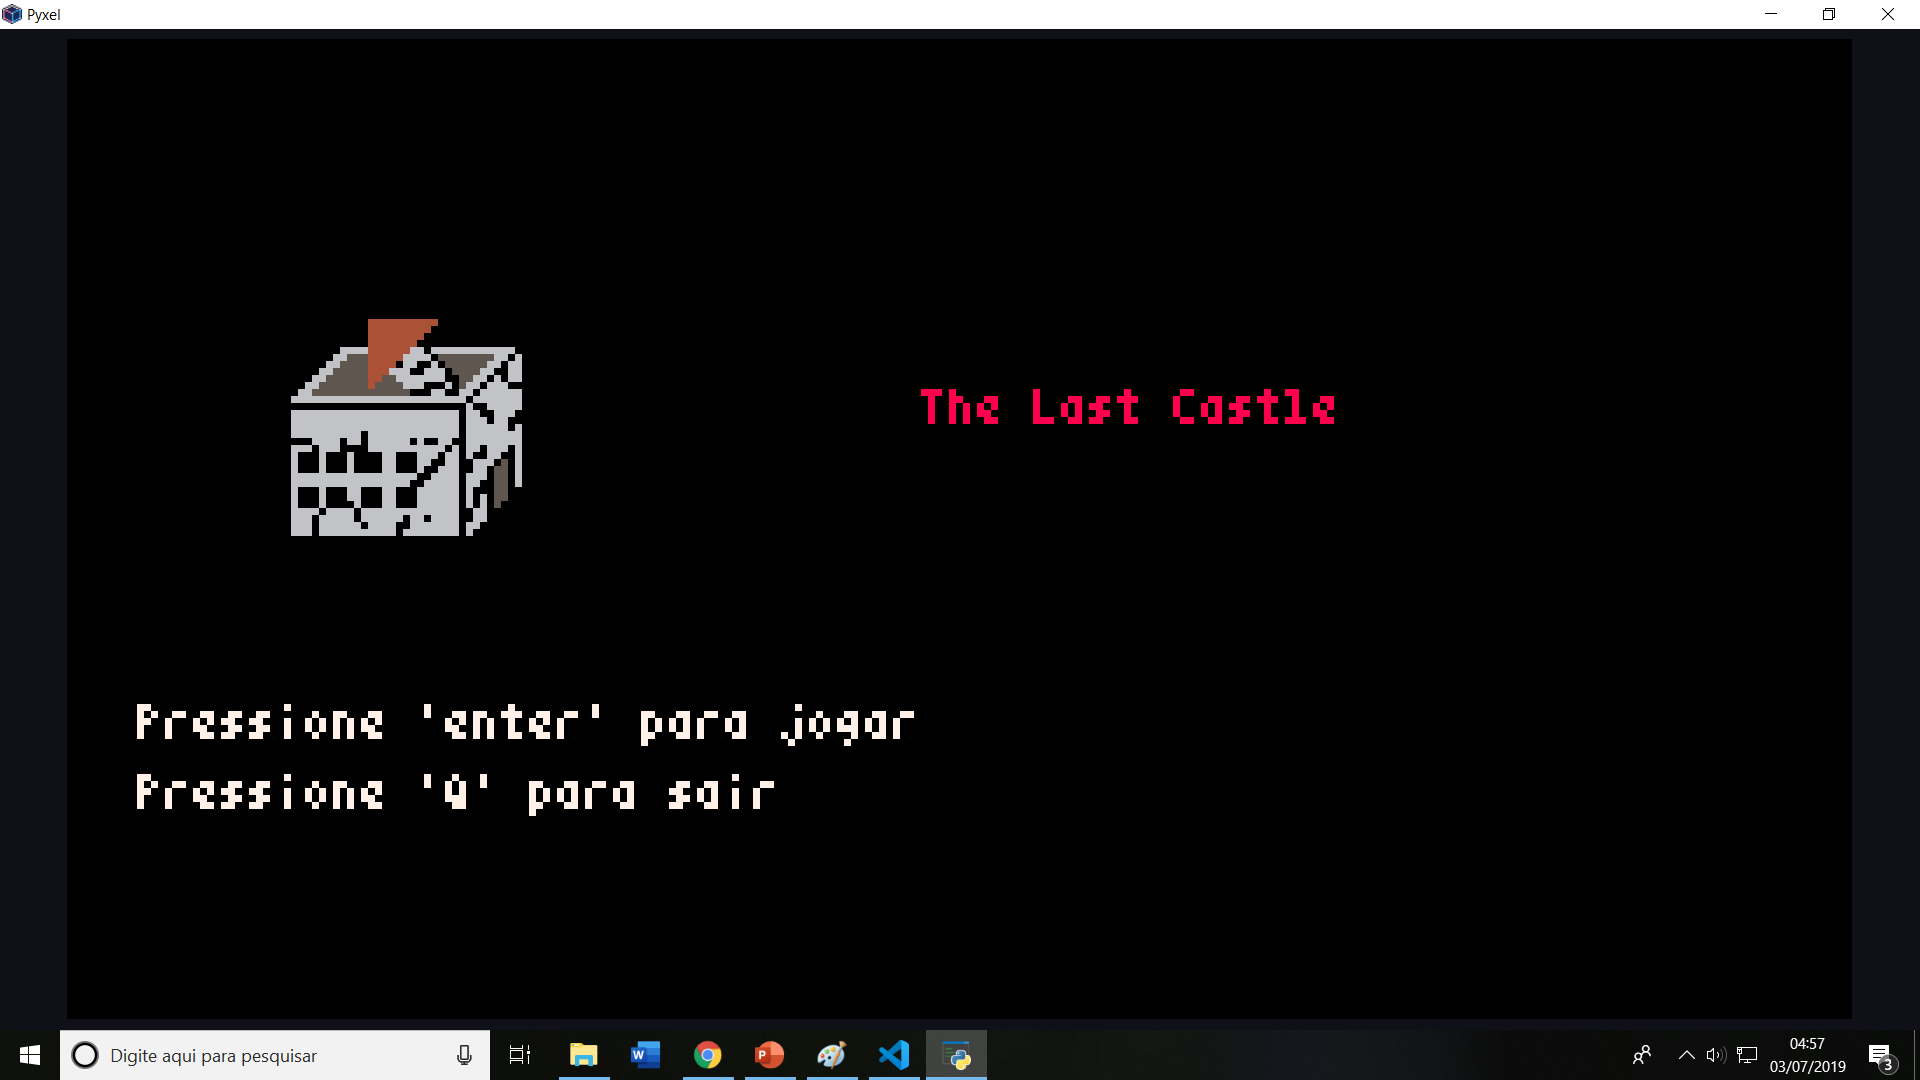 Pyxel
The Last Castle
Pressione 'enter' para jogar
Pressione 'Q' para sair
Digite aqui para pesquisar
04:57
03/07/2019
3